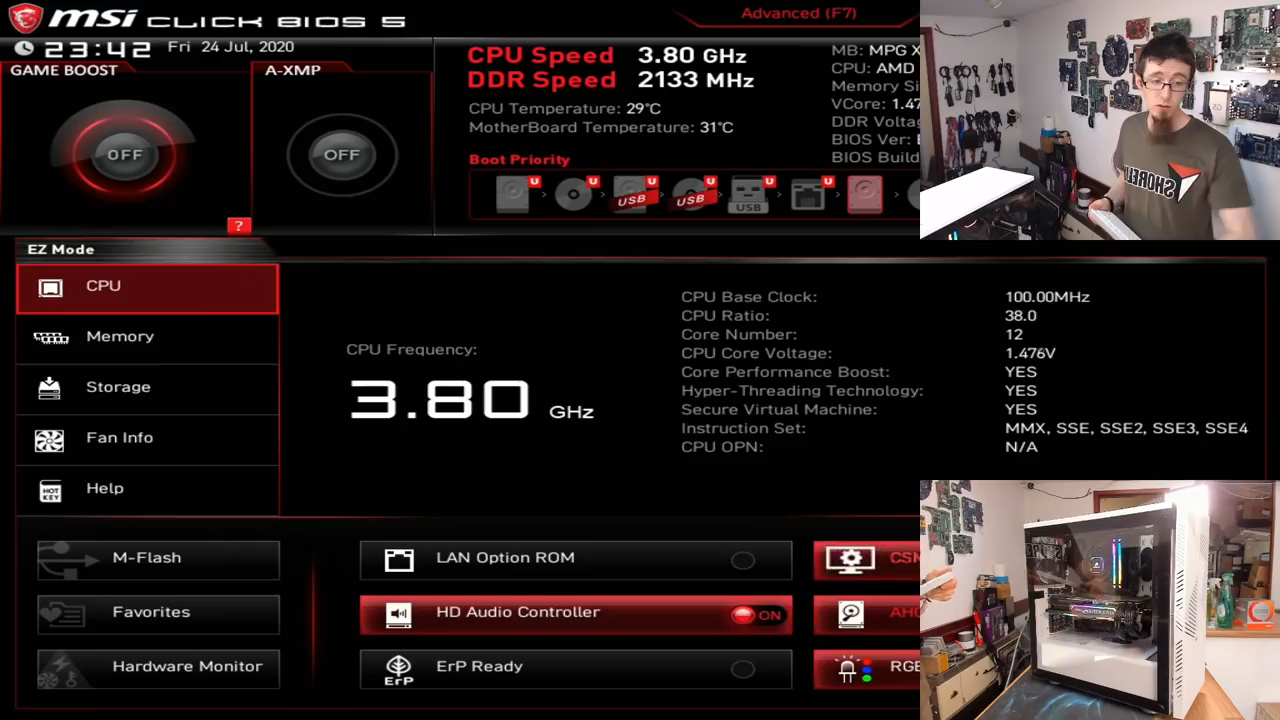 msi CLICK BIOS 5
Advanced (F7)
23:42 Fri 24 Jul, 2020
GAME BOOST
A-XMP
OFF
OFF
?
CPU Speed 3.80 GHz
DDR Speed 2133 MHz
CPU Temperature: 29°C
MotherBoard Temperature: 31°C
MB: MPG X
CPU: AMD
Memory Si
VCore: 1.47
DDR Volta
BIOS Ver: E
BIOS Build
Boot Priority
U U U U U U
USB USB USB
EZ Mode
CPU
Memory
Storage
Fan Info
HOT KEY Help
CPU Frequency:
3.80 GHz
CPU Base Clock: 100.00MHz
CPU Ratio: 38.0
Core Number: 12
CPU Core Voltage: 1.476V
Core Performance Boost: YES
Hyper-Threading Technology: YES
Secure Virtual Machine: YES
Instruction Set: MMX, SSE, SSE2, SSE3, SSE4
CPU OPN: N/A
M-Flash
Favorites
Hardware Monitor
LAN Option ROM
HD Audio Controller ON
ErP ErP Ready
CSM
AHC
RGB